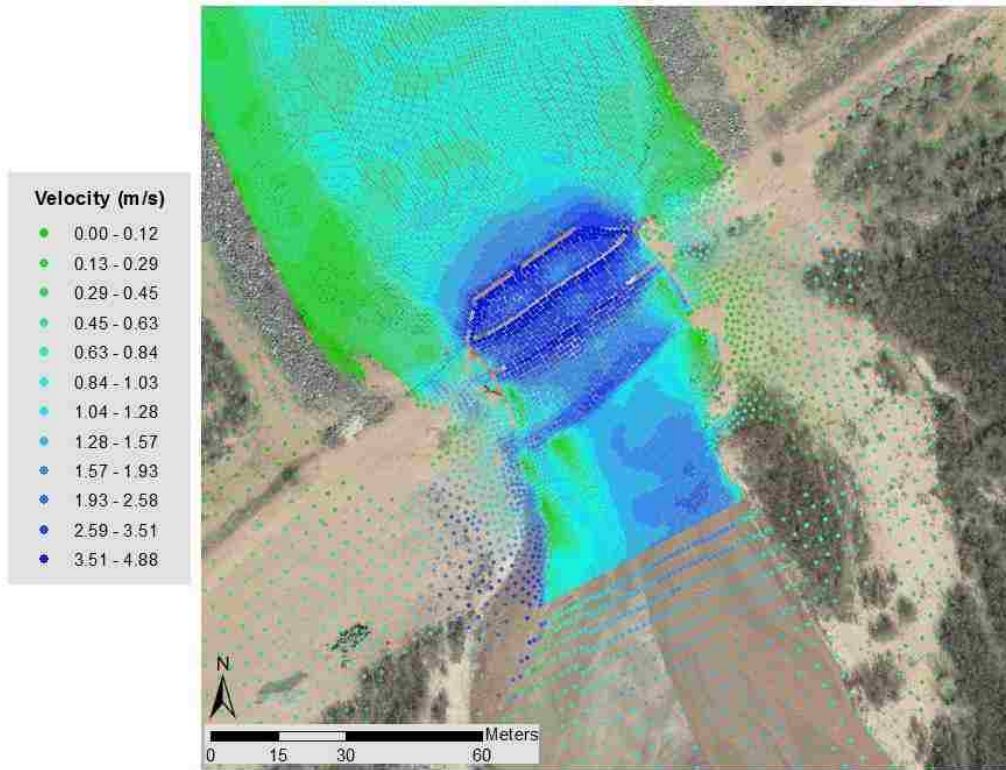 Velocity (m/s)
0.00 - 0.12
0.13 - 0.29
0.29 - 0.45
0.45 - 0.63
0.63 - 0.84
0.84 - 1.03
1.04 - 1.28
1.28 - 1.57
1.57 - 1.93
1.93 - 2.58
2.59 - 3.51
3.51 - 4.88
N
Meters
0 15 30 60